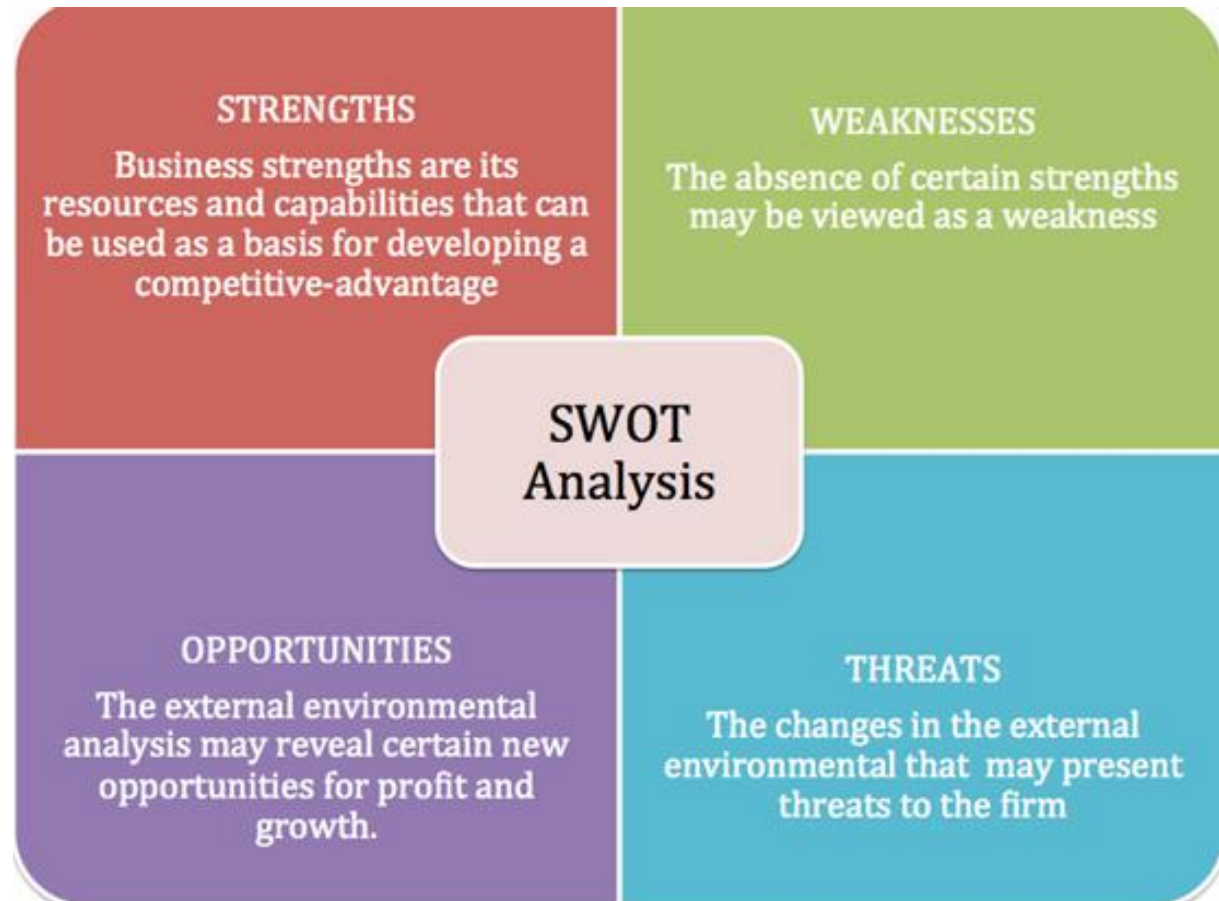 STRENGTHS
Business strengths are its
resources and capabilities that can
be used as a basis for developing a
competitive-advantage
WEAKNESSES
The absence of certain strengths
may be viewed as a weakness
SWOT
Analysis
OPPORTUNITIES
The external environmental
analysis may reveal certain new
opportunities for profit and
growth.
THREATS
The changes in the external
environmental that may present
threats to the firm